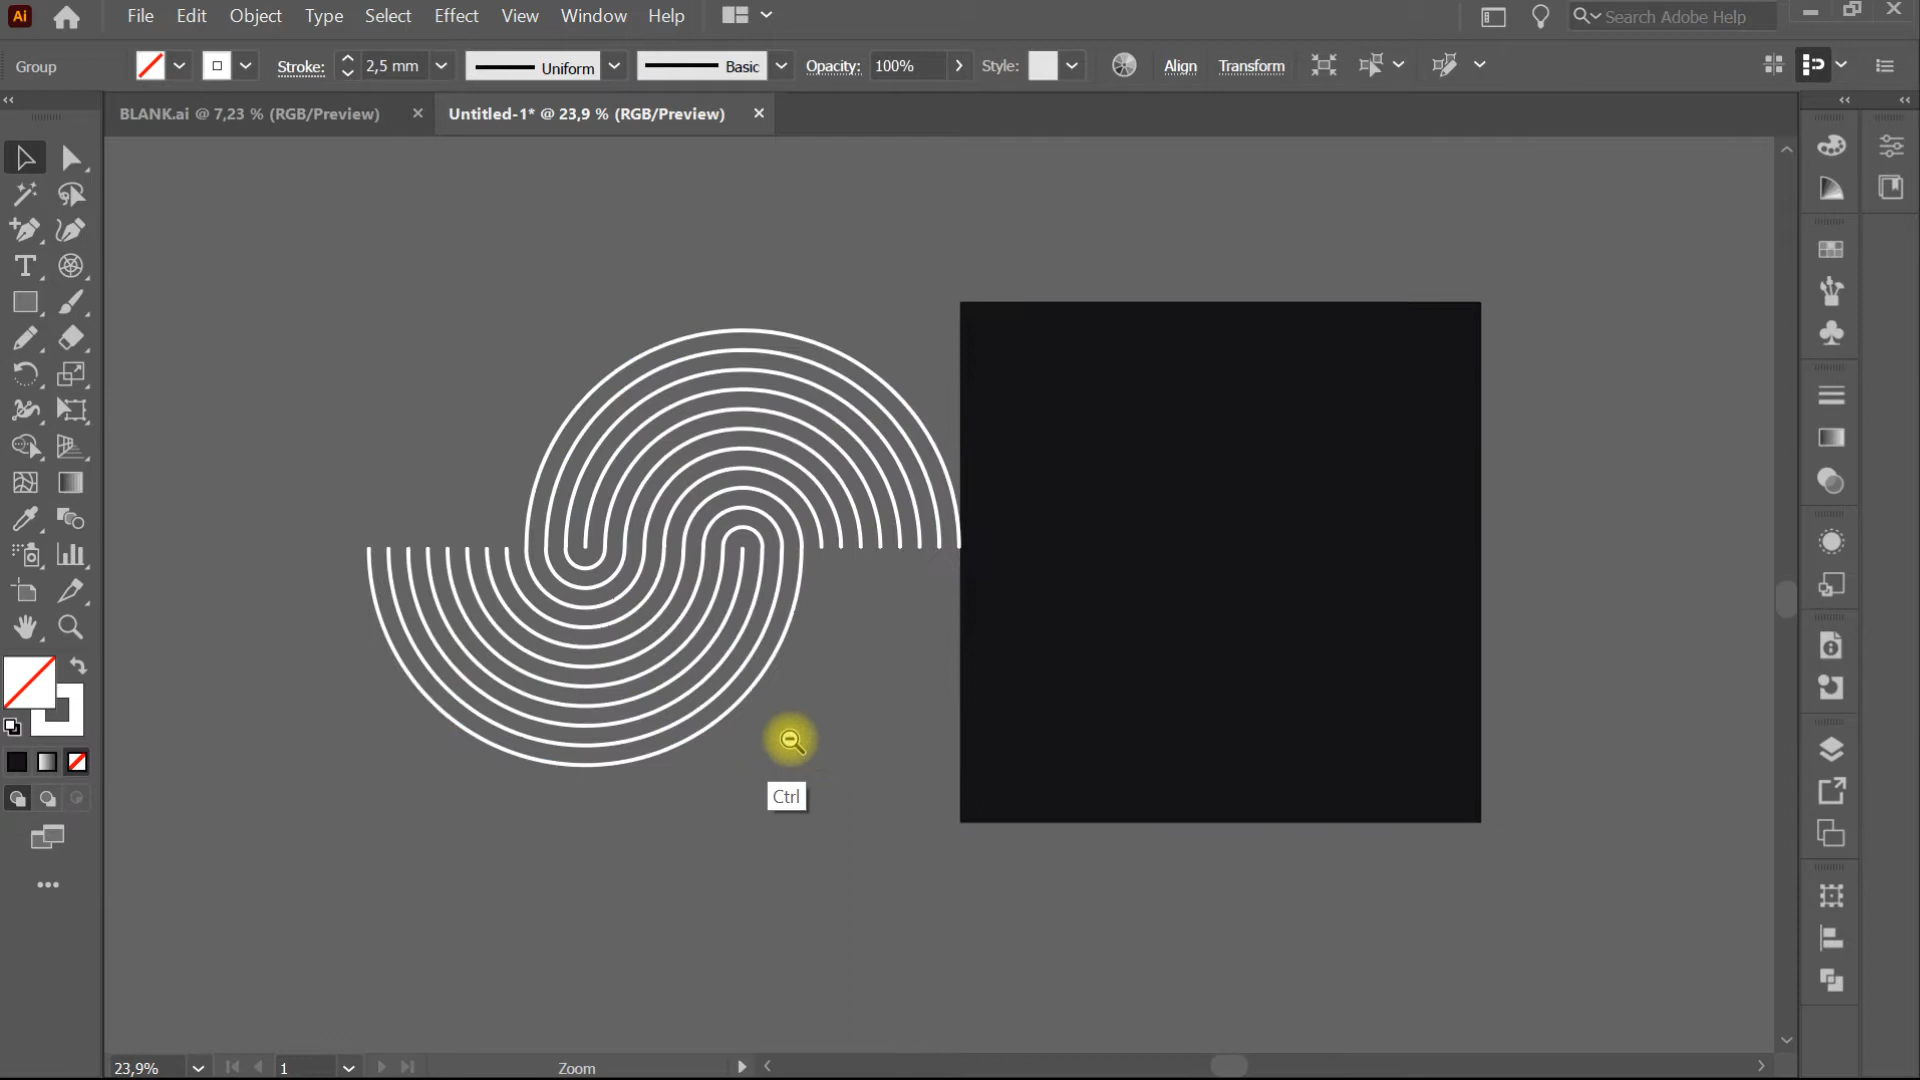 Ai File Edit Object Type Select Effect View Window Help Search Adobe Help
Group Stroke: 2,5 mm Uniform Basic Opacity: 100% Style: Align Transform
BLANK.ai @ 7,23 % (RGB/Preview) Untitled-1* @ 23,9 % (RGB/Preview)
Ctrl
23,9% 1 Zoom